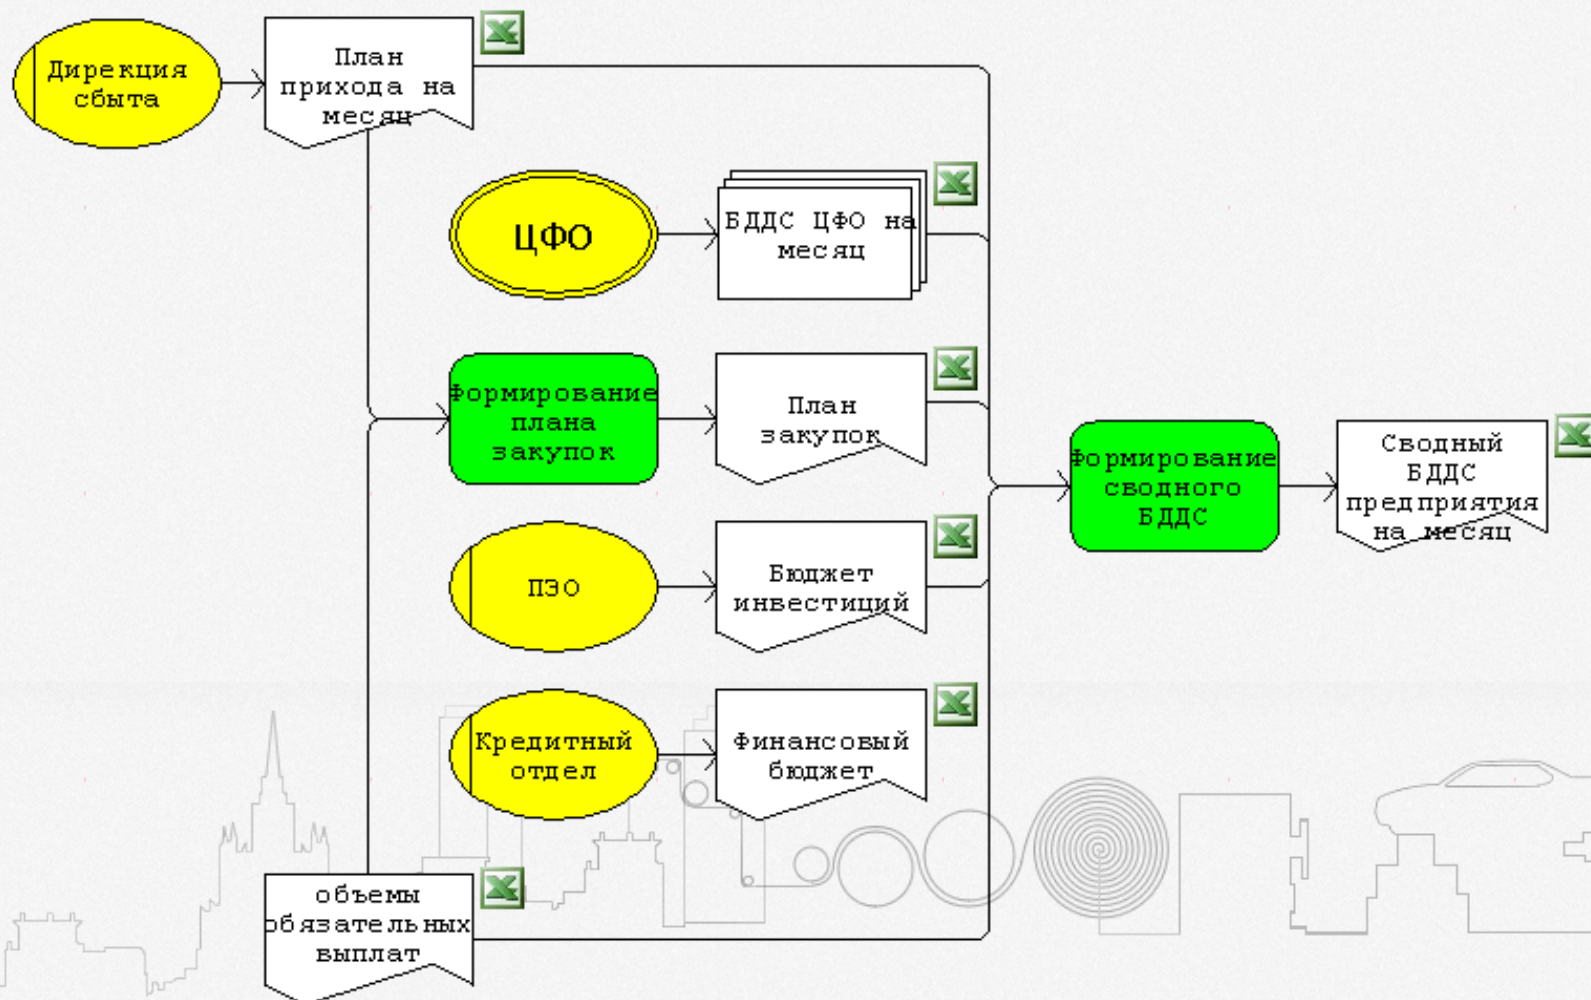 Дирекция
сбыта
План
прихода на
месяц
ЦФО
БДДС ЦФО на
месяц
Формирование
плана
закупок
План
закупок
Формирование
сводного
БДДС
Сводный
БДДС
предприятия
на месяц
ПЭО
Бюджет
инвестиций
Кредитный
отдел
Финансовый
бюджет
объемы
обязательных
выплат